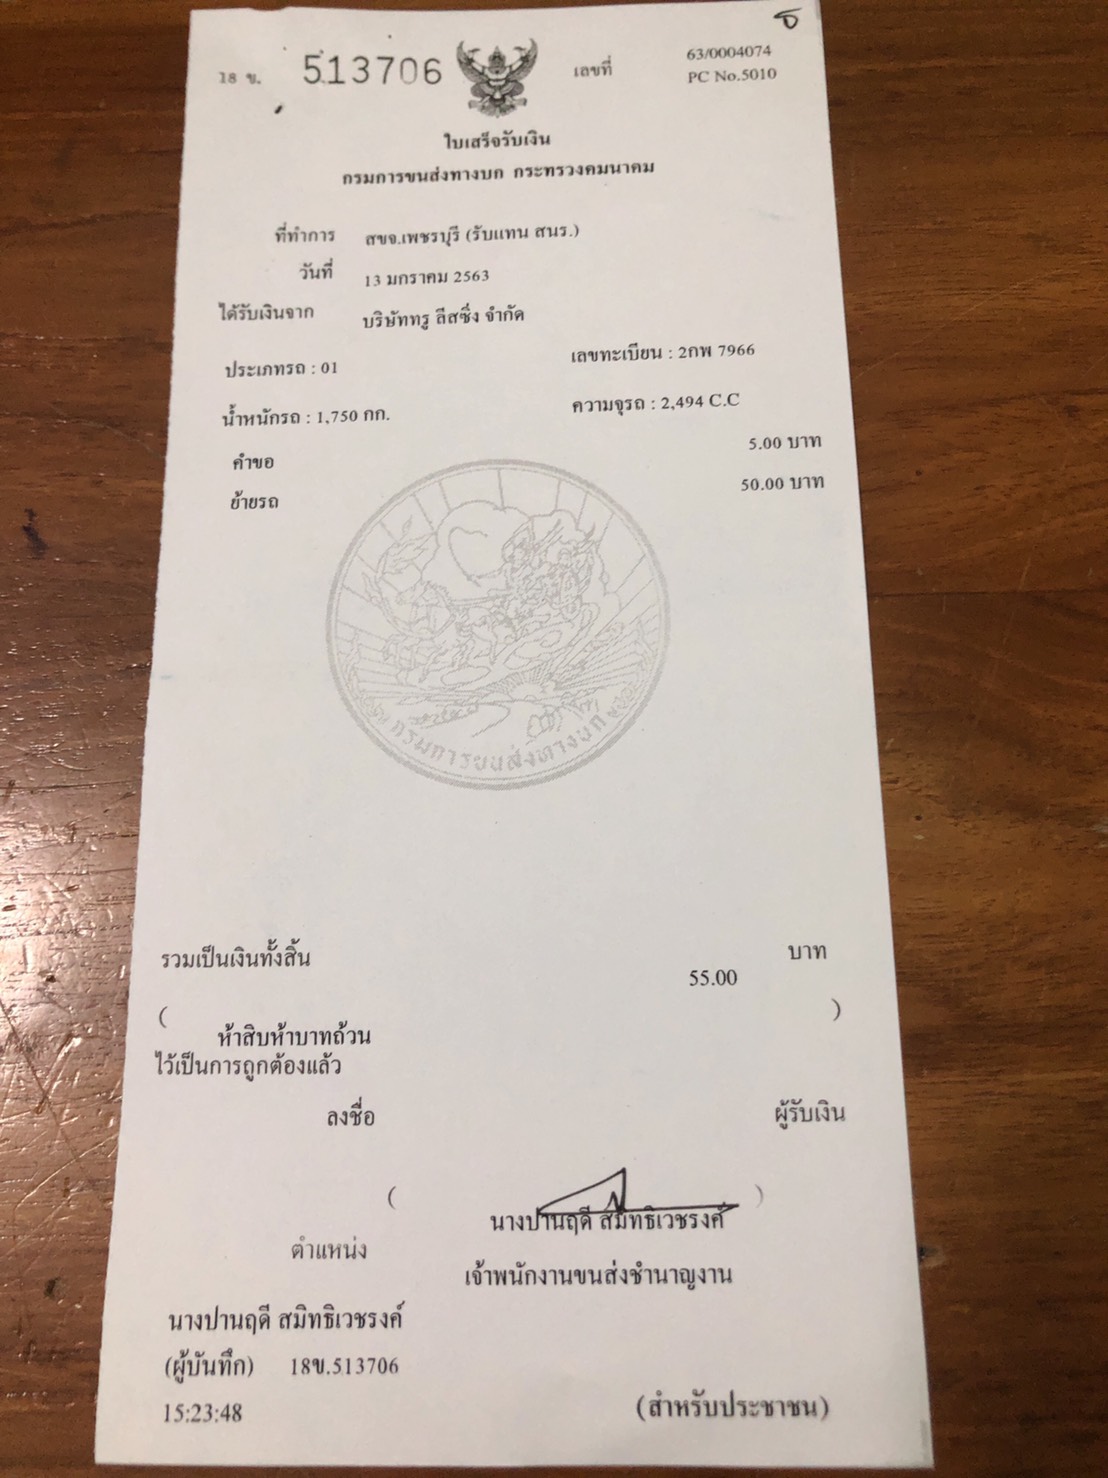 18 ข. 513706 เลขที่ 63/0004074
PC No.5010
ใบเสร็จรับเงิน
กรมการขนส่งทางบก กระทรวงคมนาคม
ที่ทำการ สขจ.เพชรบุรี (รับแทน สนร.)
วันที่ 13 มกราคม 2563
ได้รับเงินจาก บริษัททรู ลีสซิ่ง จำกัด
ประเภทรถ : 01 เลขทะเบียน : 2กพ 7966
น้ำหนักรถ : 1,750 กก. ความจุรถ : 2,494 C.C
คำขอ 5.00 บาท
ย้ายรถ 50.00 บาท
กรมการขนส่งทางบก
รวมเป็นเงินทั้งสิ้น 55.00 บาท
( ห้าสิบห้าบาทถ้วน )
ไว้เป็นการถูกต้องแล้ว
ลงชื่อ ผู้รับเงิน
( นางปานฤดี สมิทธิเวชรงค์ )
ตำแหน่ง เจ้าพนักงานขนส่งชำนาญงาน
นางปานฤดี สมิทธิเวชรงค์
(ผู้บันทึก) 18ข.513706
15:23:48 (สำหรับประชาชน)